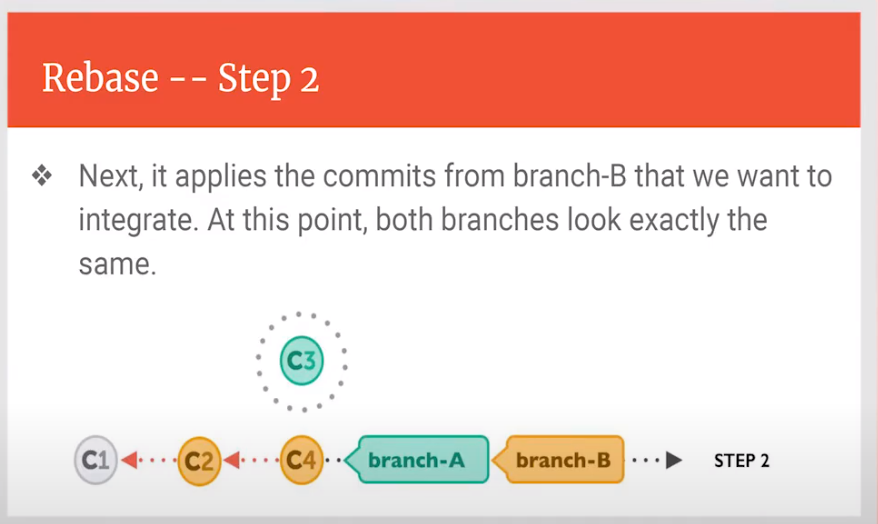 Rebase -- Step 2
❖ Next, it applies the commits from branch-B that we want to
integrate. At this point, both branches look exactly the
same.
C3
C1 C2 C4 branch-A branch-B STEP 2